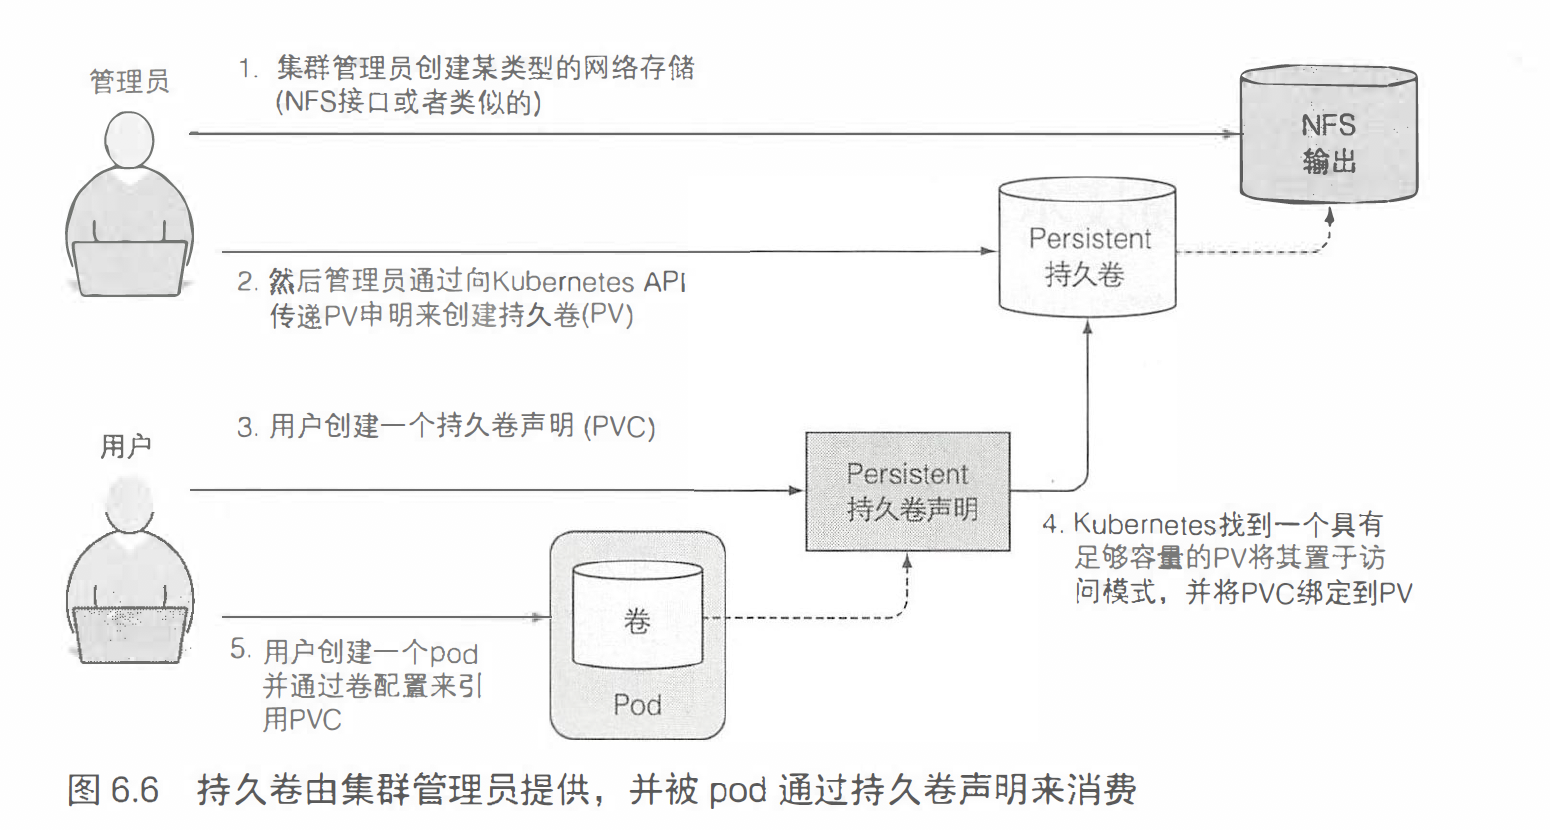 管理员
1. 集群管理员创建某类型的网络存储
(NFS接口或者类似的)
NFS
输出
Persistent
持久卷
2. 然后管理员通过向Kubernetes API
传递PV申明来创建持久卷(PV)
3. 用户创建一个持久卷声明 (PVC)
用户
Persistent
持久卷声明
4. Kubernetes找到一个具有
足够容量的PV将其置于访
问模式，并将PVC绑定到PV
卷
Pod
5. 用户创建一个pod
并通过卷配置来引
用PVC
图 6.6 持久卷由集群管理员提供，并被 pod 通过持久卷声明来消费